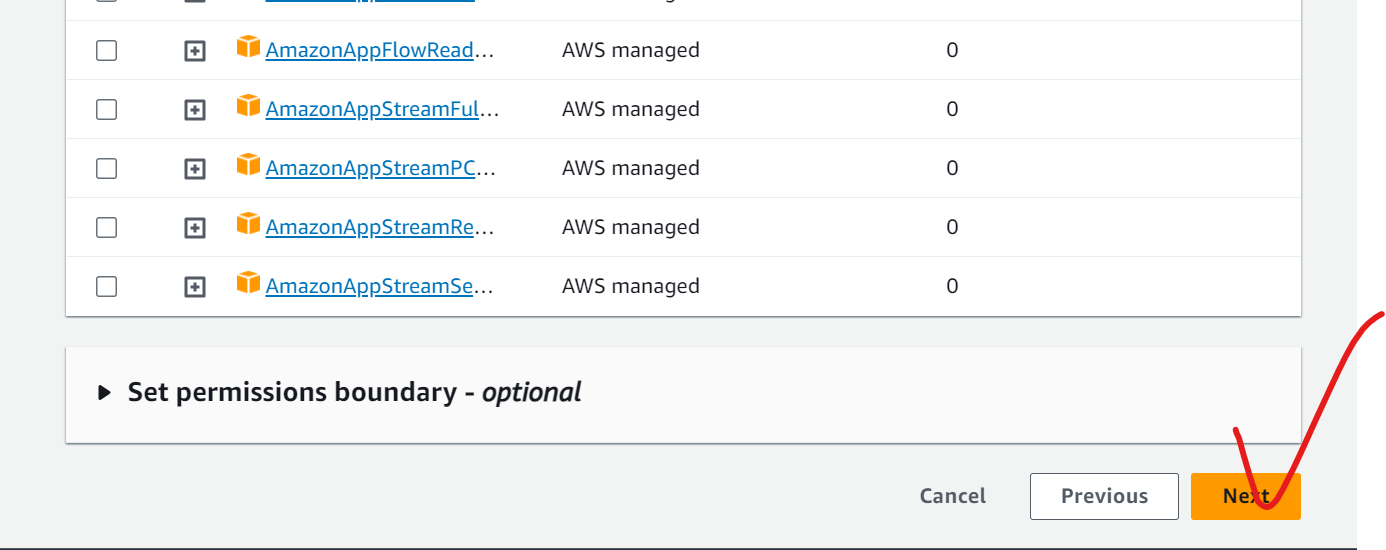 AmazonAppFlowRead... AWS managed 0
AmazonAppStreamFul... AWS managed 0
AmazonAppStreamPC... AWS managed 0
AmazonAppStreamRe... AWS managed 0
AmazonAppStreamSe... AWS managed 0
Set permissions boundary - optional
Cancel Previous Next